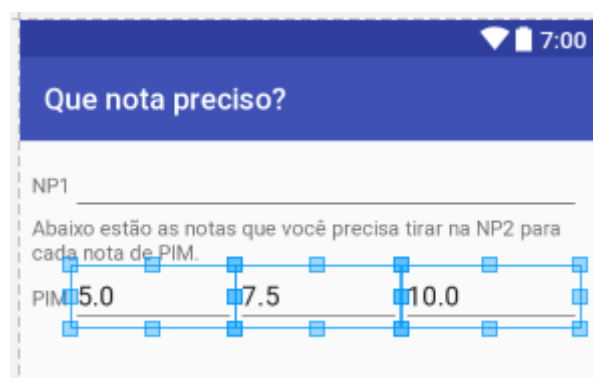 7:00
Que nota preciso?
NP1
Abaixo estão as notas que você precisa tirar na NP2 para
cada nota de PIM.
PIM 5.0 7.5 10.0